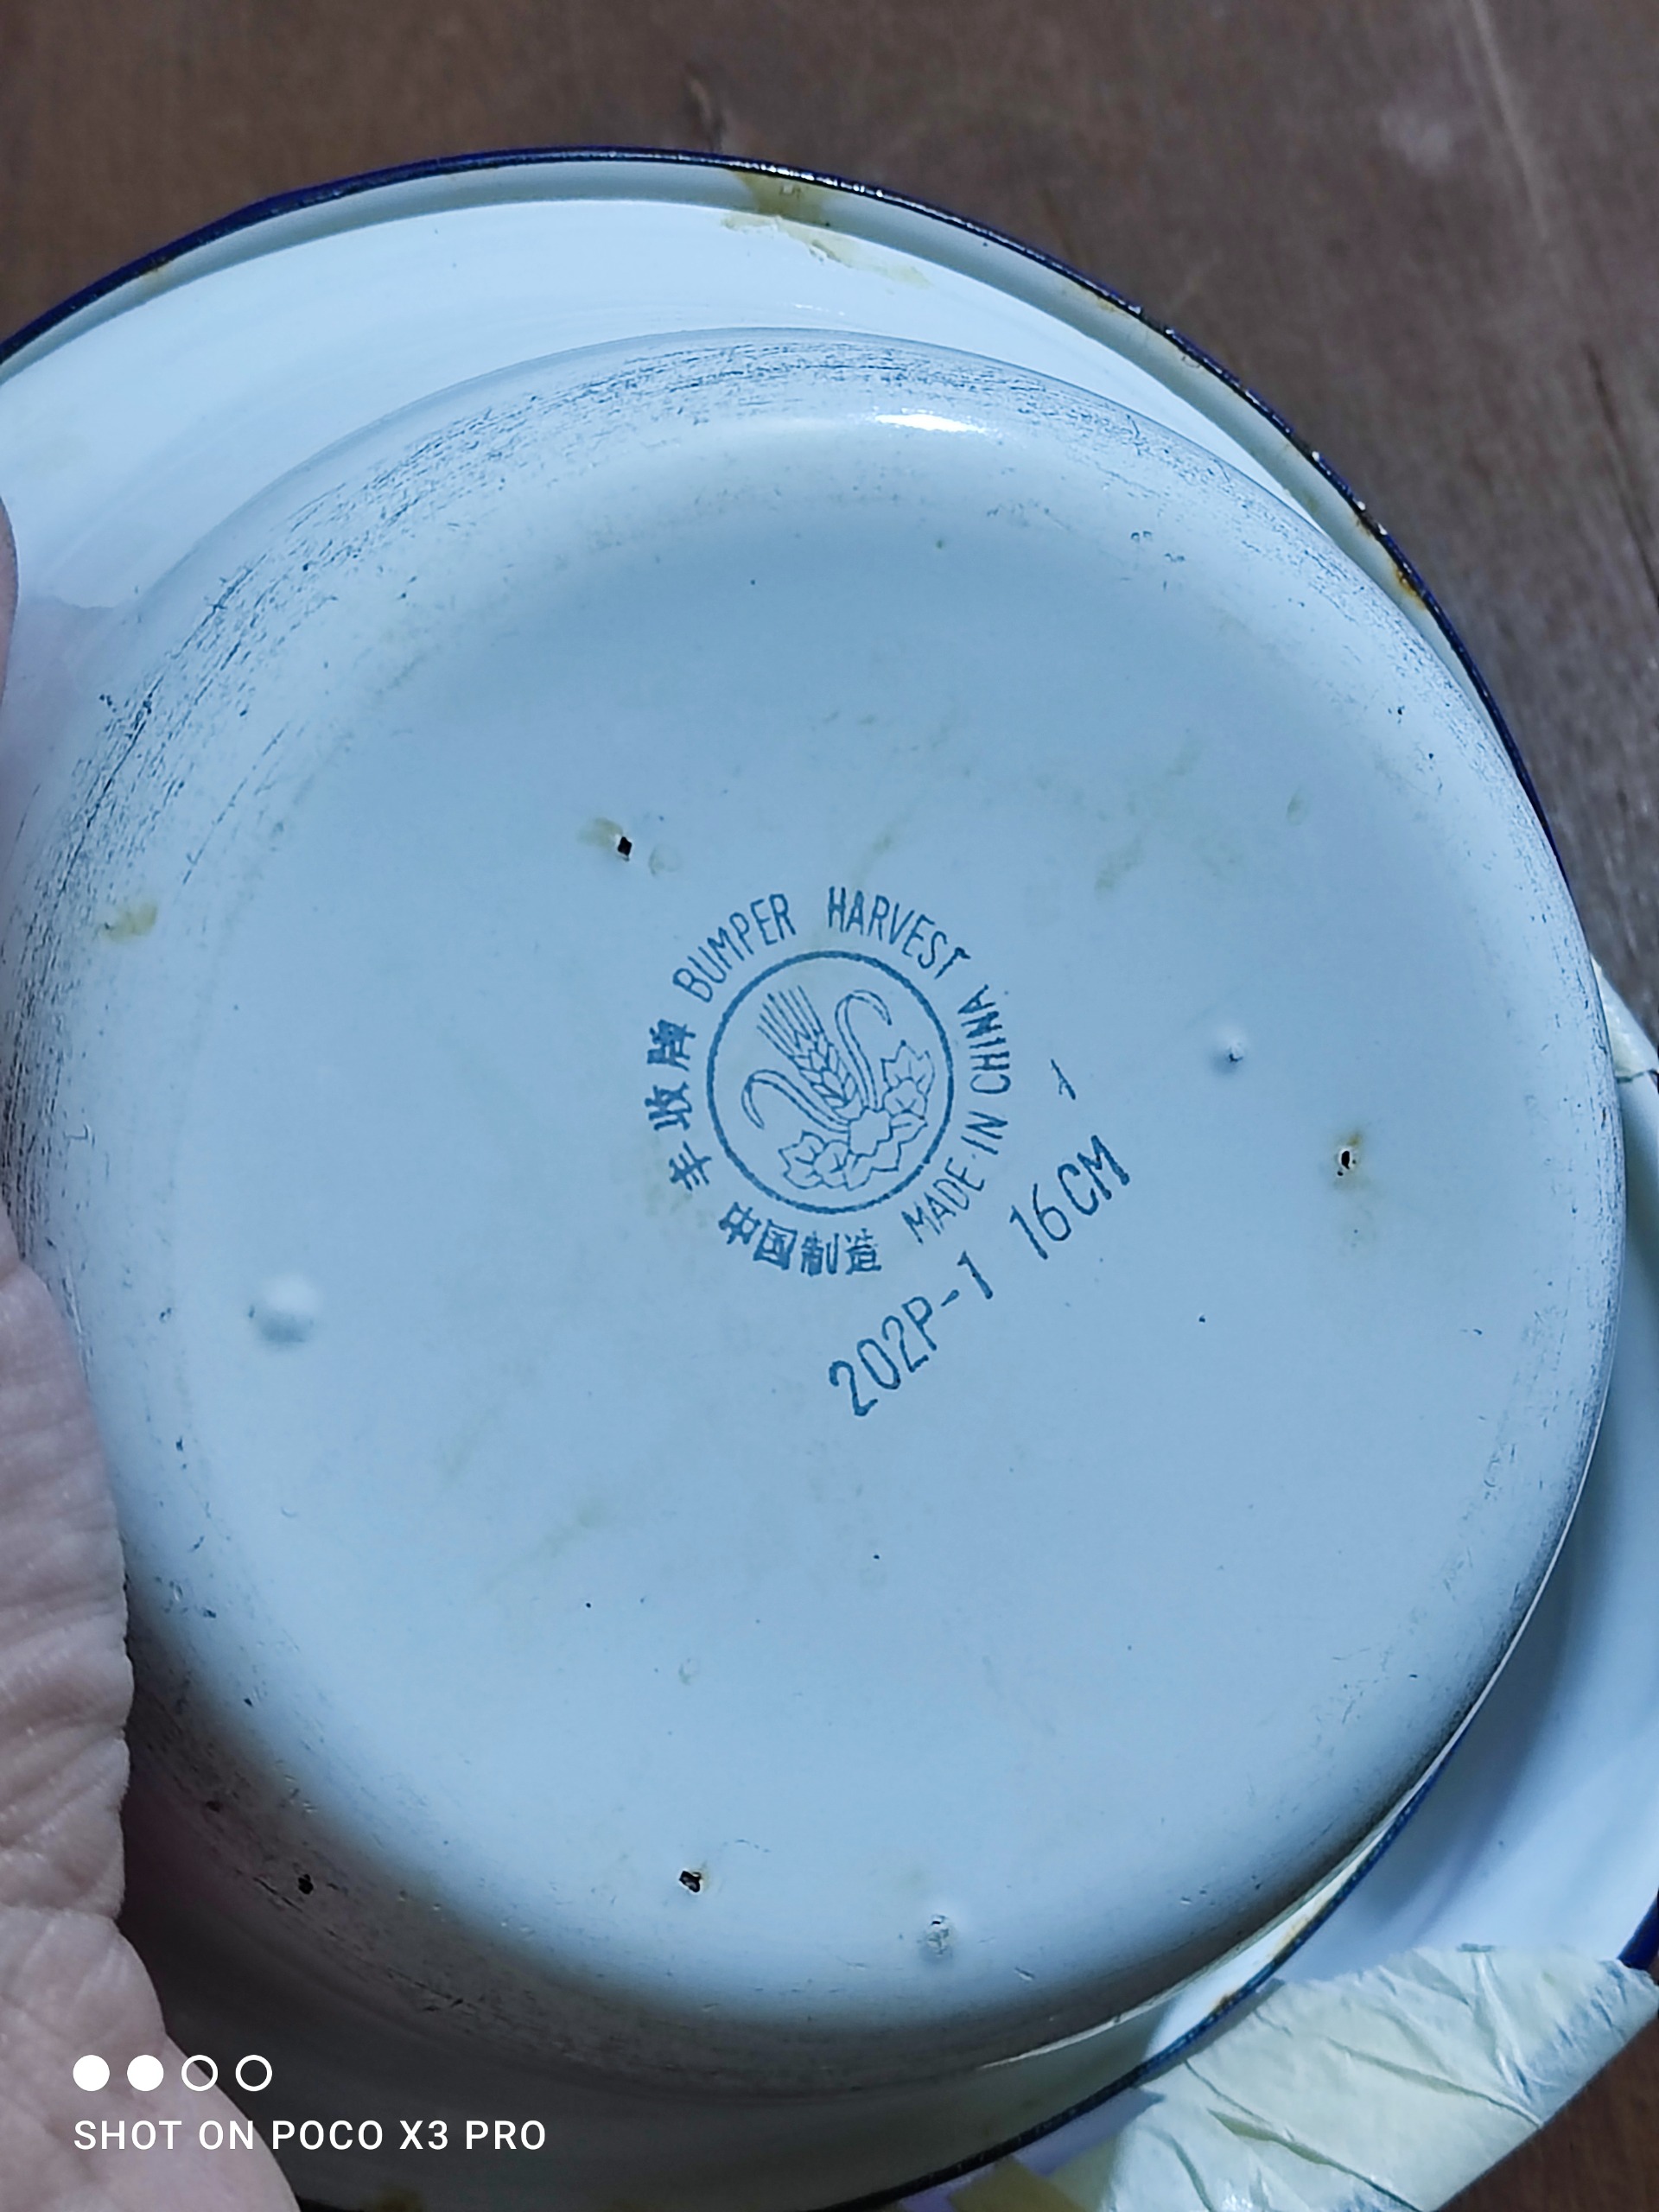 丰收牌 BUMPER HARVEST
中国制造 MADE IN CHINA
1
202P-1 16CM
SHOT ON POCO X3 PRO